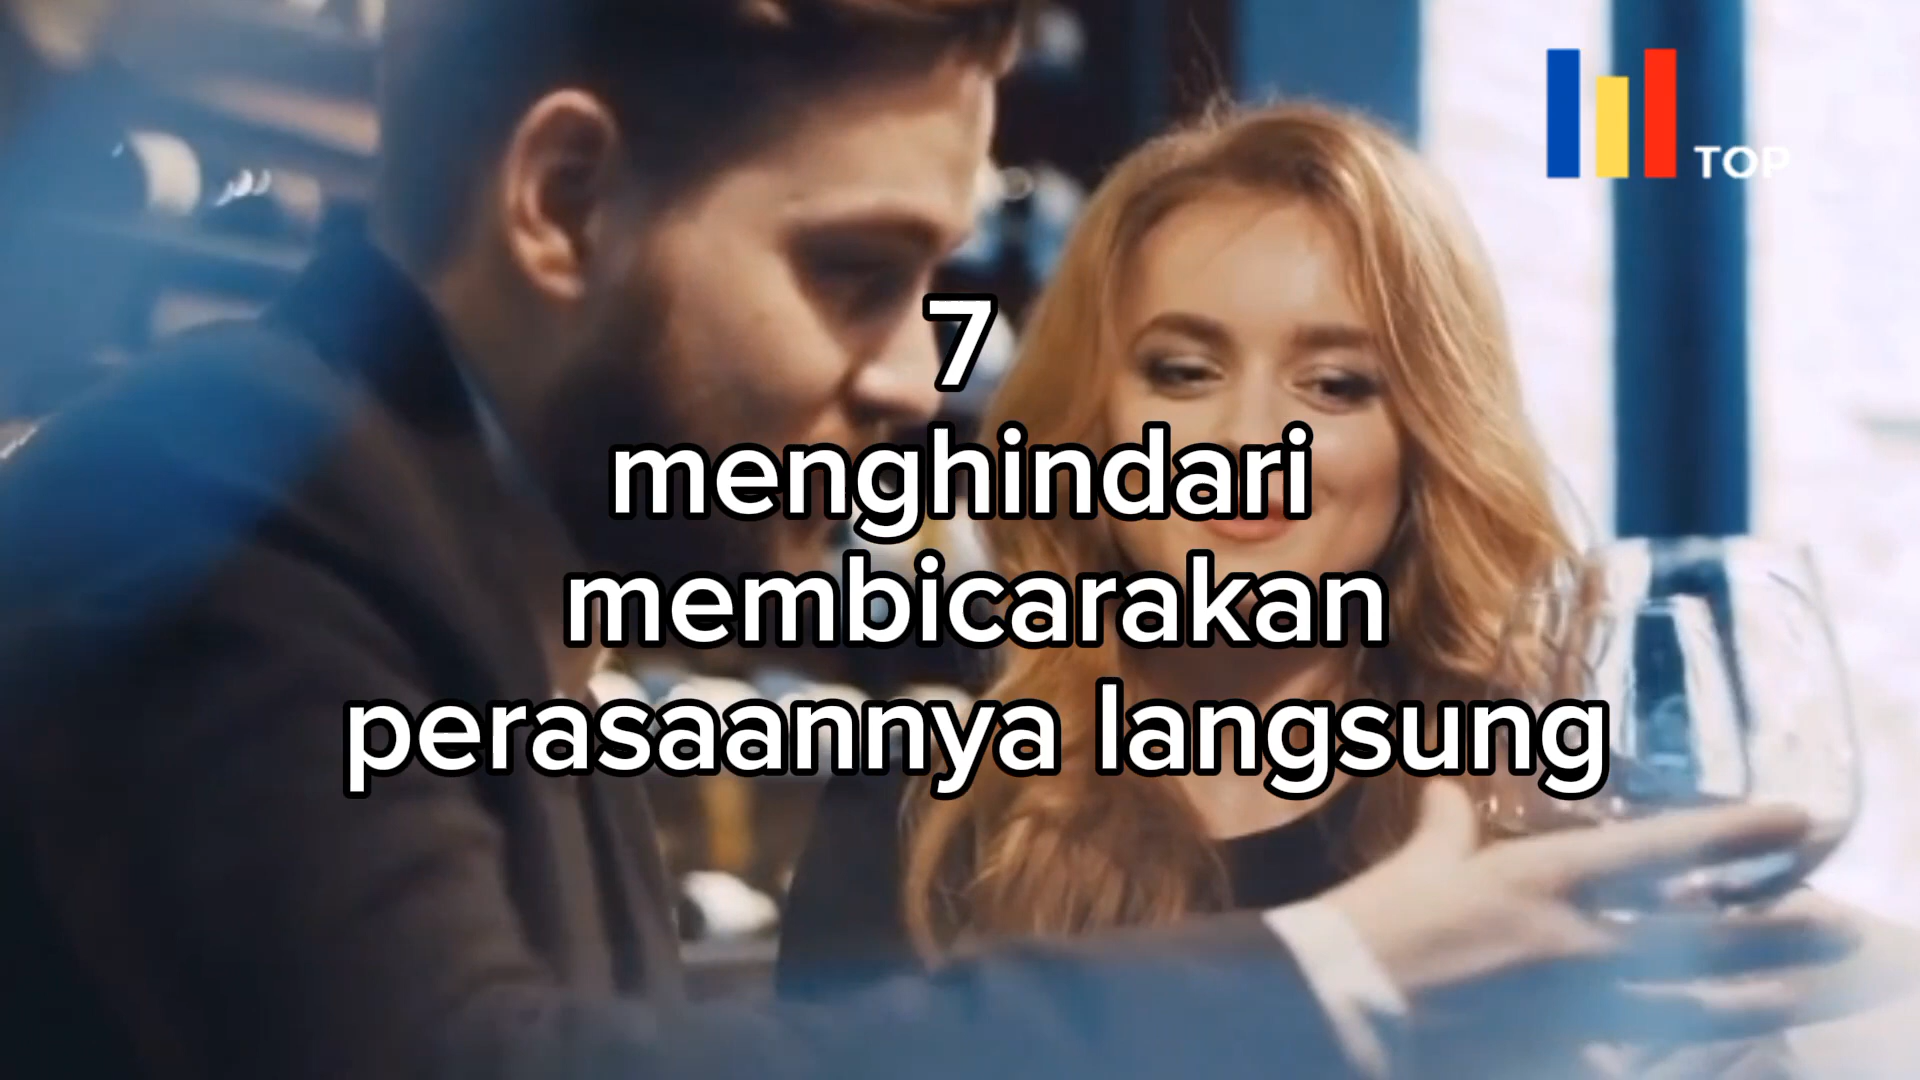 TOP
7
menghindari
membicarakan
perasaannya langsung